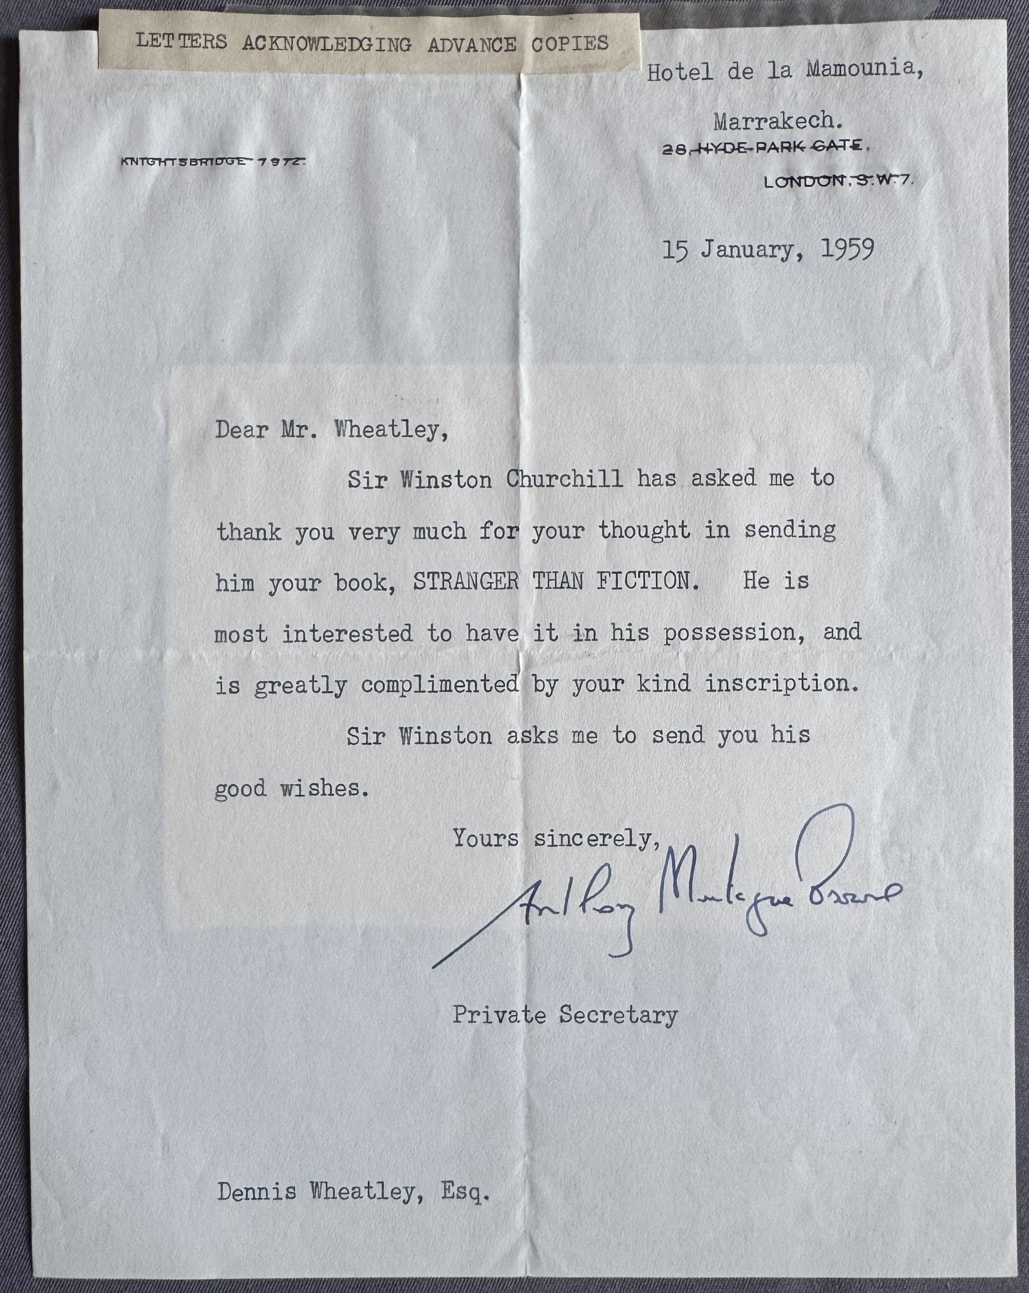 LETTERS ACKNOWLEDGING ADVANCE COPIES
Hotel de la Mamounia,
Marrakech.
KNIGHTSBRIDGE 7972.
28, HYDE PARK GATE,
LONDON, S.W.7.
15 January, 1959
Dear Mr. Wheatley,
Sir Winston Churchill has asked me to
thank you very much for your thought in sending
him your book, STRANGER THAN FICTION. He is
most interested to have it in his possession, and
is greatly complimented by your kind inscription.
Sir Winston asks me to send you his
good wishes.
Yours sincerely,
Anthony Montague Browne
Private Secretary
Dennis Wheatley, Esq.